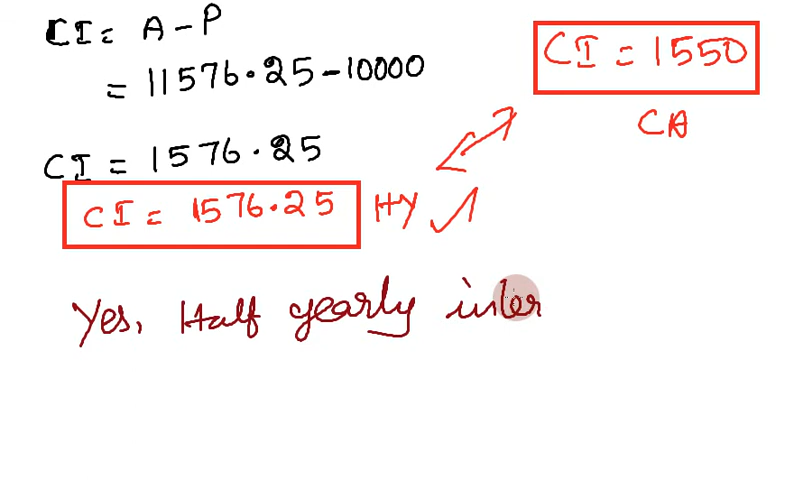 CI = A - P
= 11576.25 - 10000
CI = 1550
CA
CI = 1576.25
CI = 1576.25 HY
Yes, Half yearly inter